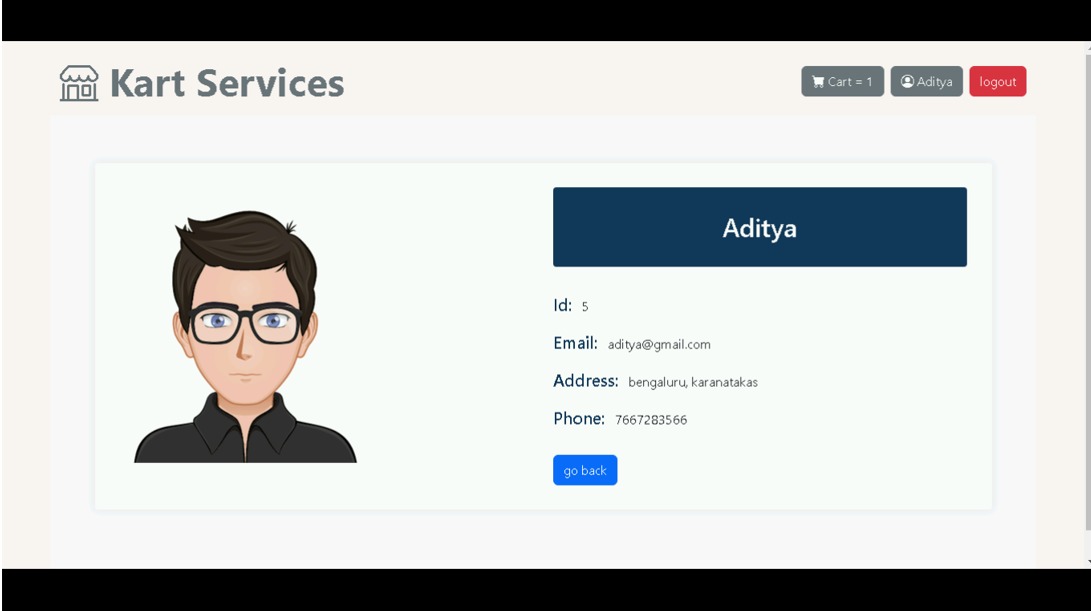 Kart Services
Cart = 1
Aditya
logout
Aditya
Id: 5
Email: aditya@gmail.com
Address: bengaluru, karanatakas
Phone: 7667283566
go back